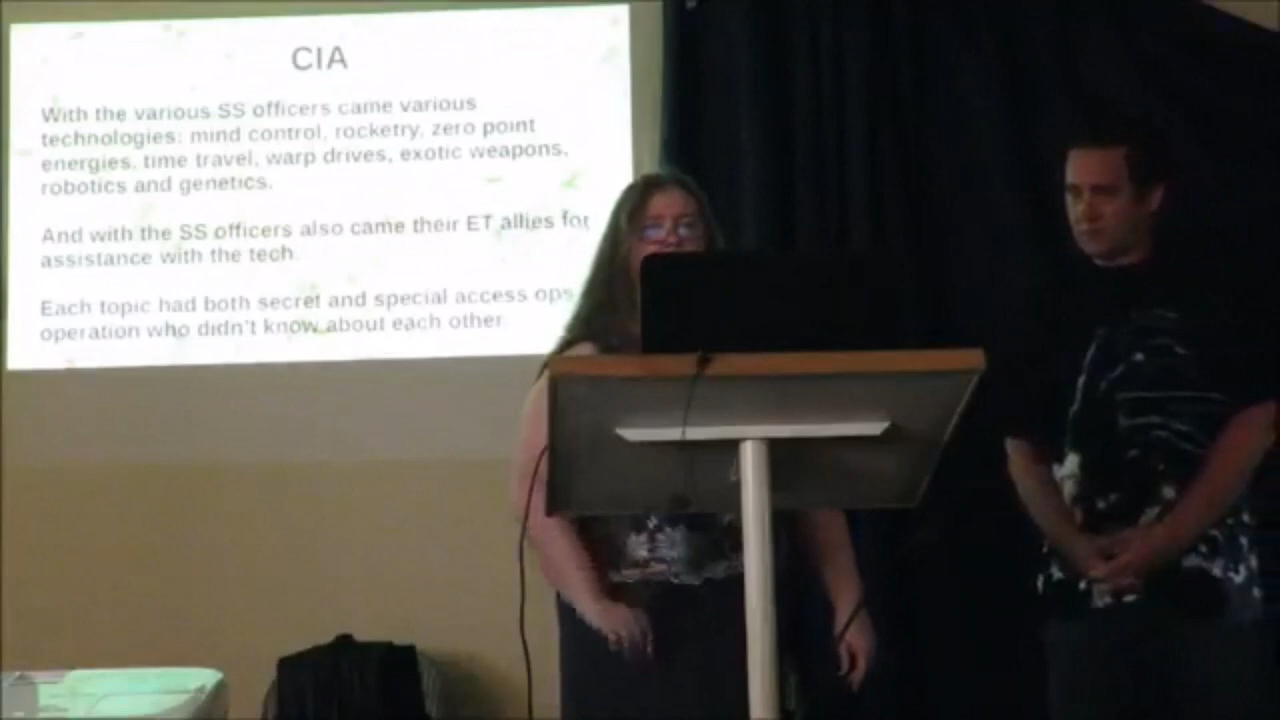 CIA
With the various SS officers came various
technologies: mind control, rocketry, zero point
energies, time travel, warp drives, exotic weapons,
robotics and genetics.
And with the SS officers also came their ET allies for
assistance with the tech.
Each topic had both secret and special access ops
operation who didn't know about each other